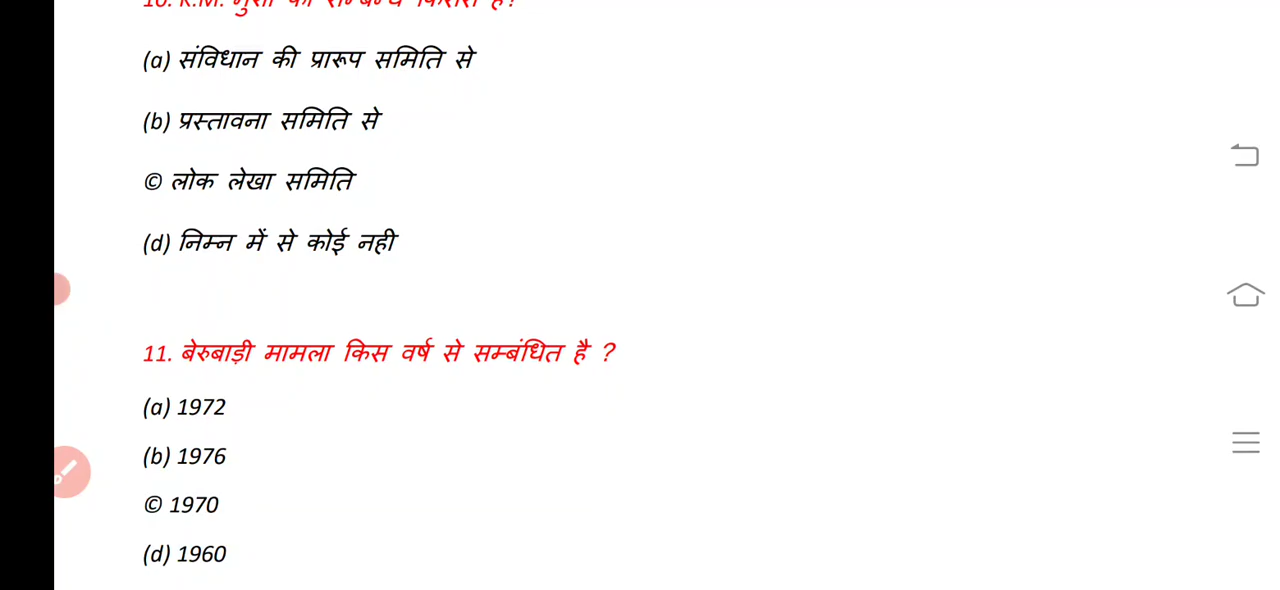 (a) संविधान की प्रारूप समिति से
(b) प्रस्तावना समिति से
© लोक लेखा समिति
(d) निम्न में से कोई नही
11. बेरुबाड़ी मामला किस वर्ष से सम्बंधित है ?
(a) 1972
(b) 1976
© 1970
(d) 1960